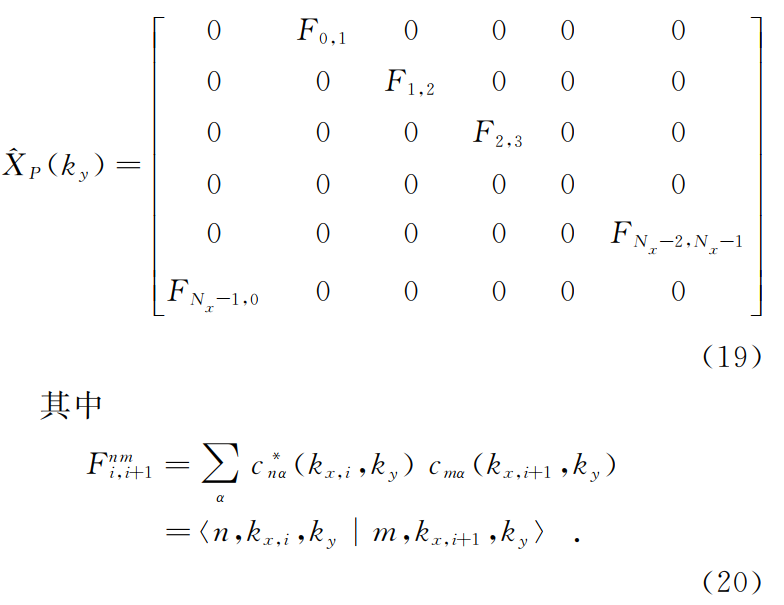 0 F_{0,1} 0 0 0 0
0 0 F_{1,2} 0 0 0
0 0 0 F_{2,3} 0 0
X̂_P(k_y)=
0 0 0 0 0 0
0 0 0 0 0 F_{N_x-2,N_x-1}
F_{N_x-1,0} 0 0 0 0 0
(19)
其中
F^{nm}_{i,i+1} = ∑_α c^*_{nα}(k_{x,i},k_y) c_{mα}(k_{x,i+1},k_y)
=⟨n,k_{x,i},k_y|m,k_{x,i+1},k_y⟩ .
(20)